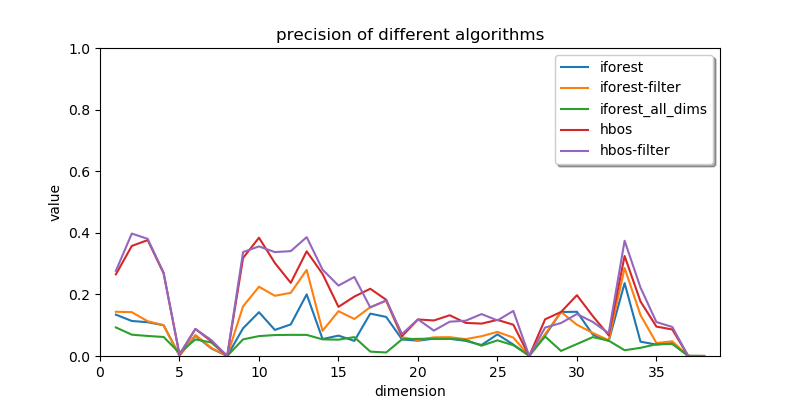 precision of different algorithms
1.0
0.8
0.6
0.4
0.2
0.0
value
0 5 10 15 20 25 30 35
dimension
iforest
iforest-filter
iforest_all_dims
hbos
hbos-filter